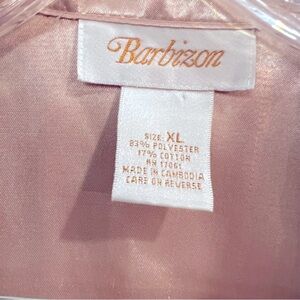 Barbizon
SIZE: XL
83% POLYESTER
17% COTTON
RN 17061
MADE IN CAMBODIA
CARE ON REVERSE